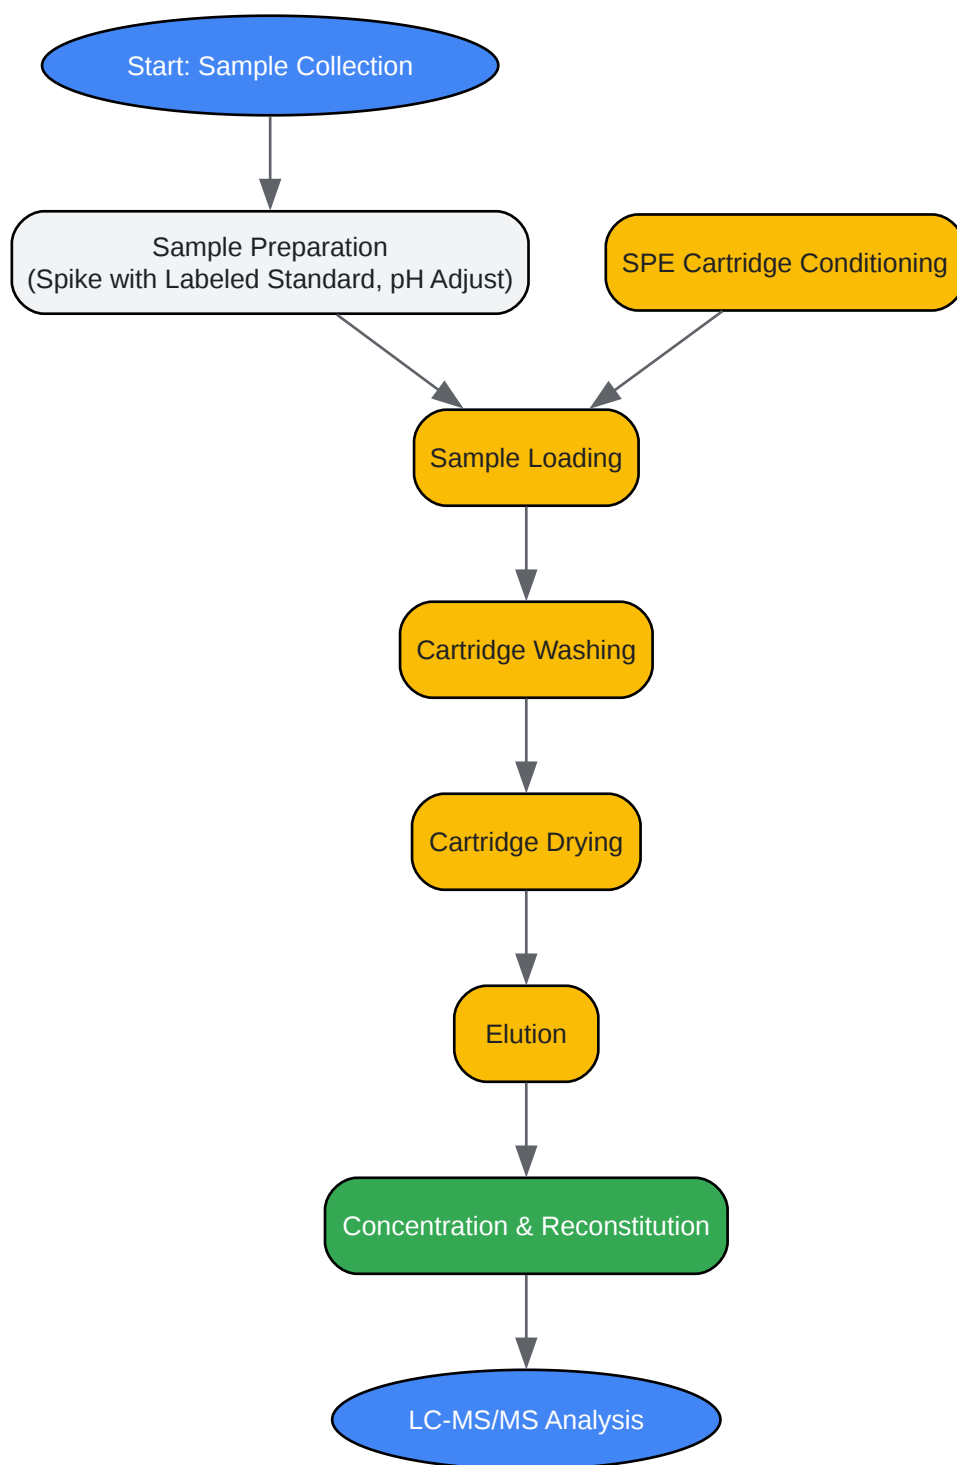 Start: Sample Collection
Sample Preparation
(Spike with Labeled Standard, pH Adjust)
SPE Cartridge Conditioning
Sample Loading
Cartridge Washing
Cartridge Drying
Elution
Concentration & Reconstitution
LC-MS/MS Analysis